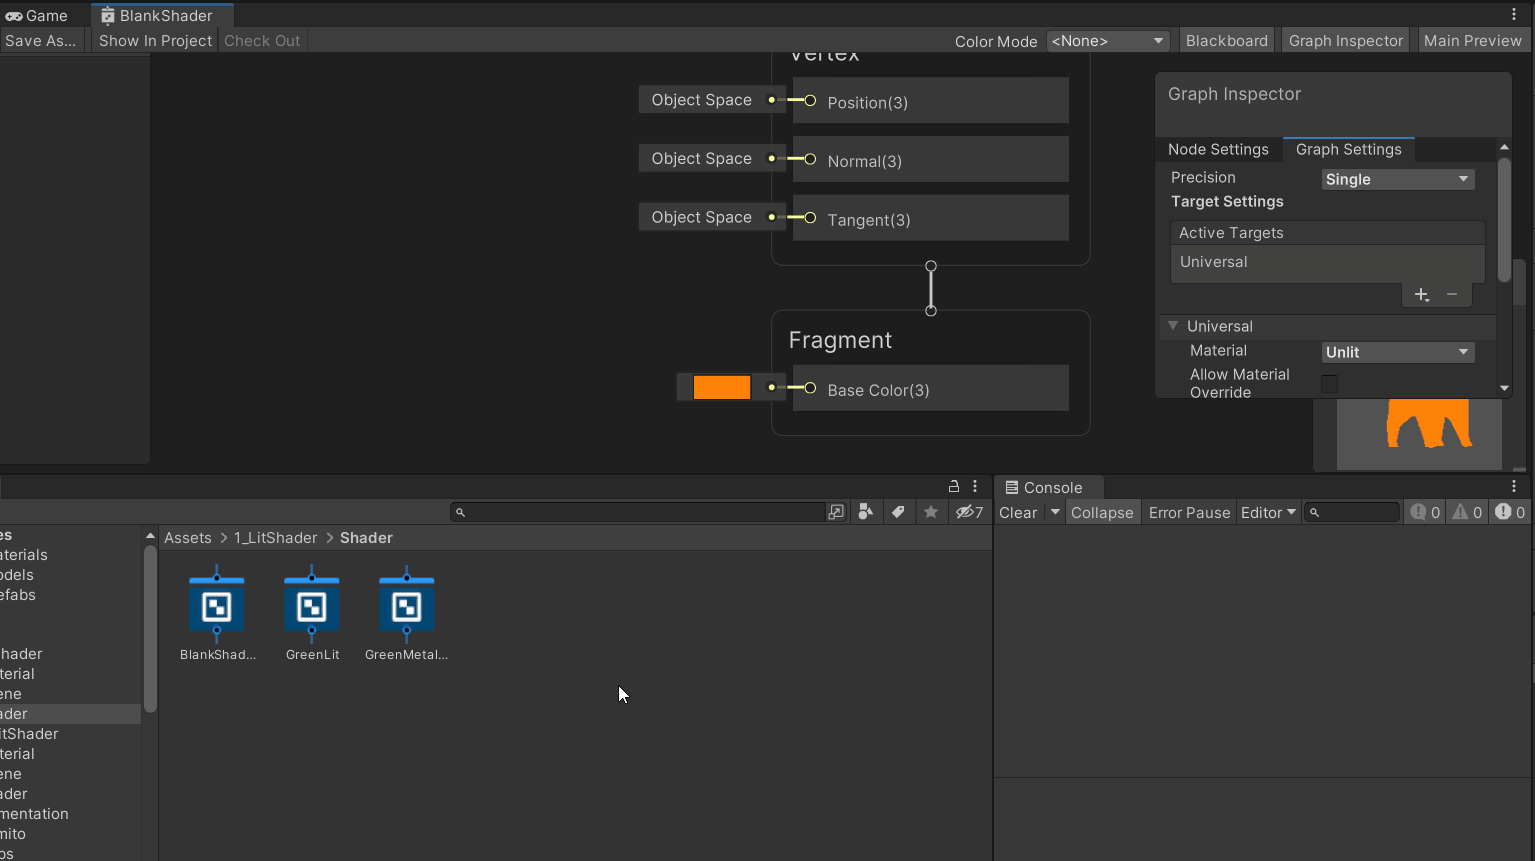 Game
BlankShader
Save As...
Show In Project
Check Out
Color Mode
<None>
Blackboard
Graph Inspector
Main Preview
Vertex
Object Space
Position(3)
Object Space
Normal(3)
Object Space
Tangent(3)
Fragment
Base Color(3)
Graph Inspector
Node Settings
Graph Settings
Precision
Single
Target Settings
Active Targets
Universal
Universal
Material
Unlit
Allow Material
Override
7
es
aterials
odels
efabs
hader
terial
ene
ader
itShader
terial
ene
ader
mentation
mito
bs
Assets > 1_LitShader > Shader
BlankShad...
GreenLit
GreenMetal...
Console
Clear
Collapse
Error Pause
Editor
0
0
0